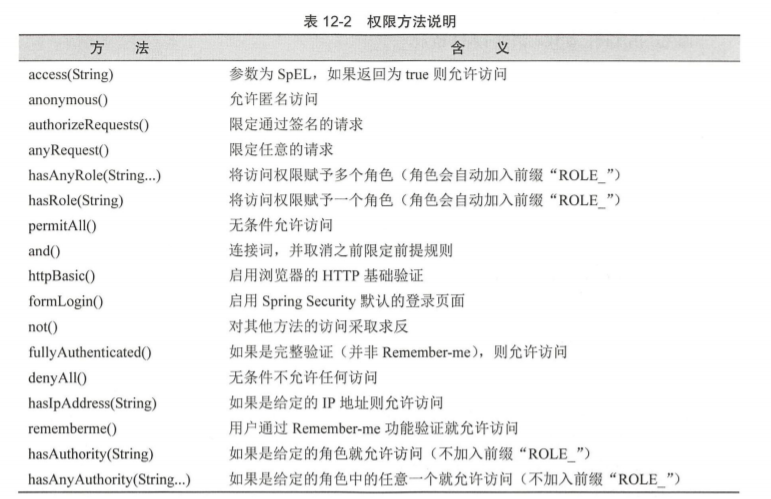 表 12-2 权限方法说明
方 法 含 义
access(String) 参数为 SpEL，如果返回为 true 则允许访问
anonymous() 允许匿名访问
authorizeRequests() 限定通过签名的请求
anyRequest() 限定任意的请求
hasAnyRole(String...) 将访问权限赋予多个角色（角色会自动加入前缀“ROLE_”）
hasRole(String) 将访问权限赋予一个角色（角色会自动加入前缀“ROLE_”）
permitAll() 无条件允许访问
and() 连接词，并取消之前限定前提规则
httpBasic() 启用浏览器的 HTTP 基础验证
formLogin() 启用 Spring Security 默认的登录页面
not() 对其他方法的访问采取求反
fullyAuthenticated() 如果是完整验证（并非 Remember-me），则允许访问
denyAll() 无条件不允许任何访问
hasIpAddress(String) 如果是给定的 IP 地址则允许访问
rememberme() 用户通过 Remember-me 功能验证就允许访问
hasAuthority(String) 如果是给定的角色就允许访问（不加入前缀“ROLE_”）
hasAnyAuthority(String...) 如果是给定的角色中的任意一个就允许访问（不加入前缀“ROLE_”）